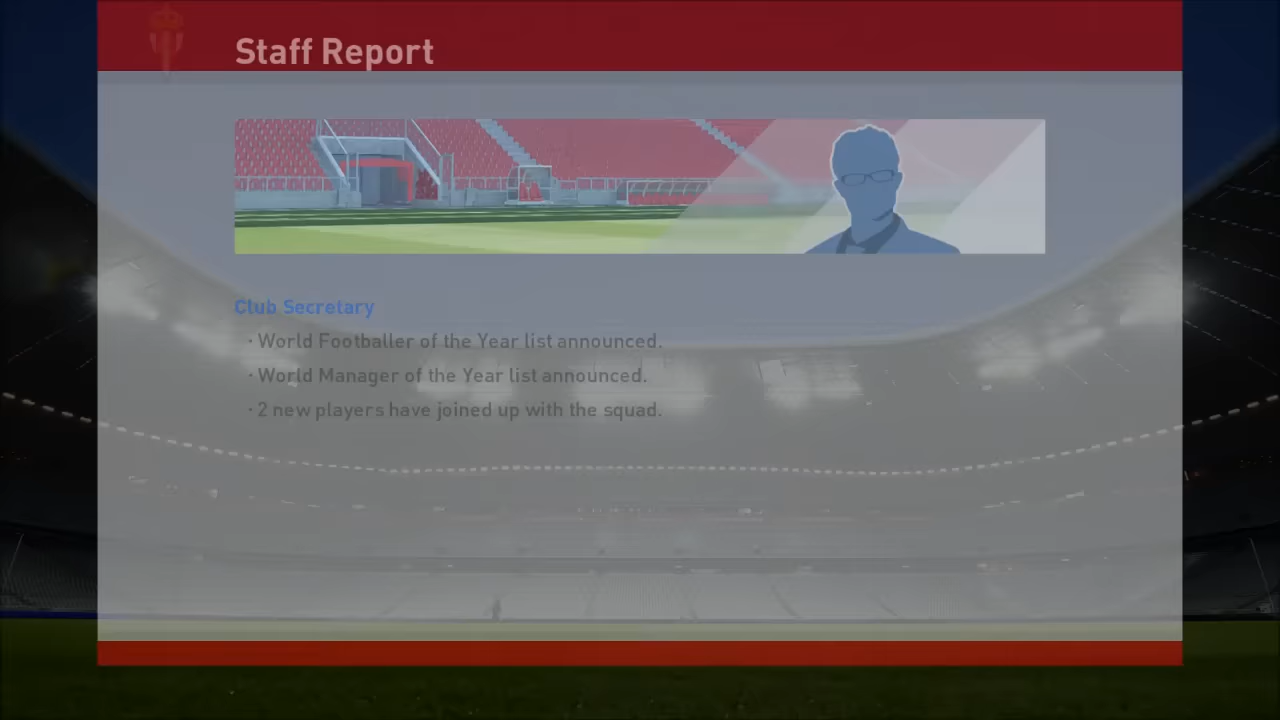 Staff Report
Club Secretary
· World Footballer of the Year list announced.
· World Manager of the Year list announced.
· 2 new players have joined up with the squad.